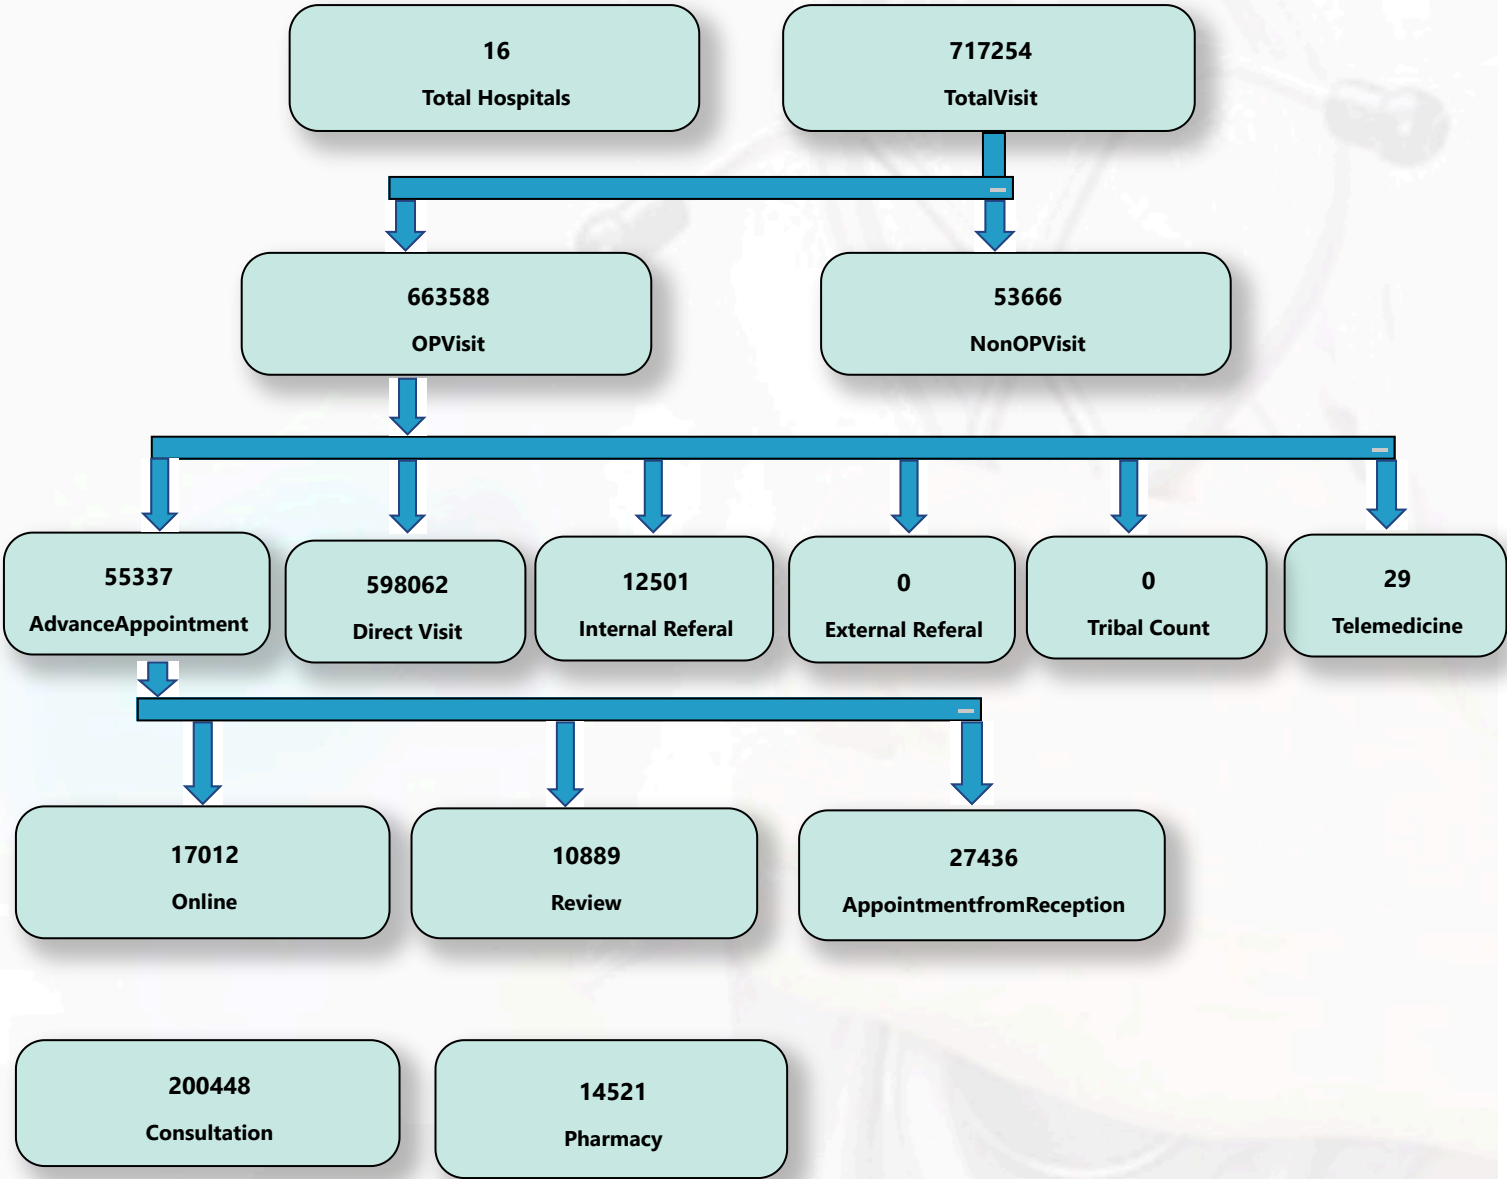 16
Total Hospitals
717254
TotalVisit
663588
OPVisit
53666
NonOPVisit
55337
AdvanceAppointment
598062
Direct Visit
12501
Internal Referal
0
External Referal
0
Tribal Count
29
Telemedicine
17012
Online
10889
Review
27436
AppointmentfromReception
200448
Consultation
14521
Pharmacy